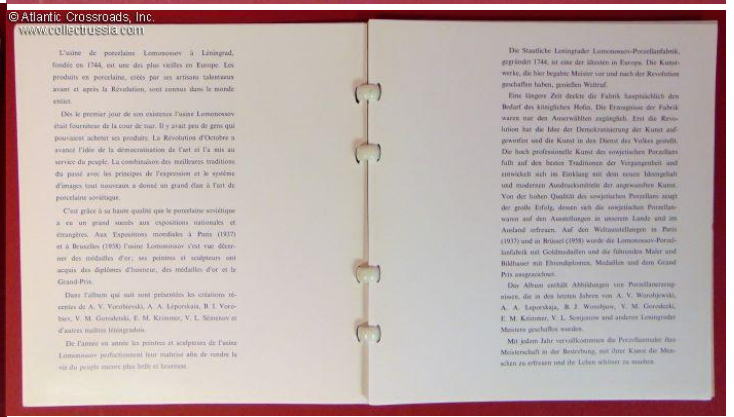 © Atlantic Crossroads, Inc.
www.collectrussia.com
L'usine de porcelaine Lomonossov à Léningrad,
fondée en 1744, est une des plus vieilles en Europe. Les
produits en porcelaine, créés par ses artisans talentueux
avant et après la Révolution, sont connus dans le monde
entier.
Dès le premier jour de son existence l'usine Lomonossov
était fournisseur de la cour de tsar. Il y avait peu de gens qui
pouvaient acheter ses produits. La Révolution d'Octobre a
avancé l'idée de la démocratisation de l'art et l'a mis au
service du peuple. La combinaison des meilleures traditions
du passé avec les principes de l'expression et le système
d'images tout nouveaux a donné un grand élan à l'art de
porcelaine soviétique.
C'est grâce à sa haute qualité que la porcelaine soviétique
a eu un grand succès aux expositions nationales et
étrangères. Aux Expositions mondiales à Paris (1937)
et à Bruxelles (1958) l'usine Lomonossov s'est vue décer-
ner des médailles d'or; ses peintres et sculpteurs ont
acquis des diplômes d'honneur, des médailles d'or et le
Grand-Prix.
Dans l'album qui suit sont présentées les créations ré-
centes de A. V. Vorobievski, A. A. Leporskaja, B. I. Voro-
biev, V. M. Gorodetski, E. M. Krimmer, V. L. Sémenov et
d'autres maîtres léningradois.
De l'année en année les peintres et sculpteurs de l'usine
Lomonossov perfectionnent leur maîtrise afin de rendre la
vie du peuple encore plus belle et heureuse.
Die Staatliche Leningrader Lomonossov-Porzellanfabrik,
gegründet 1744, ist eine der ältesten in Europa. Die Kunst-
werke, die hier begabte Meister vor und nach der Revolution
geschaffen haben, genießen Weltruf.
Eine längere Zeit deckte die Fabrik hauptsächlich den
Bedarf des königlichen Hofes. Die Erzeugnisse der Fabrik
waren nur den Auserwählten zugänglich. Erst die Revo-
lution hat die Idee der Demokratisierung der Kunst auf-
geworfen und die Kunst in den Dienst des Volkes gestellt.
Die hoch professionelle Kunst des sowjetischen Porzellans
fußt auf den besten Traditionen der Vergangenheit und
entwickelt sich im Einklang mit dem neuen Ideengehalt
und modernen Ausdrucksmitteln der angewandten Kunst.
Von der hohen Qualität des sowjetischen Porzellans zeugt
der große Erfolg, dessen sich die sowjetischen Porzellan-
waren auf den Ausstellungen in unserem Lande und im
Ausland erfreuen. Auf den Weltausstellungen in Paris
(1937) und in Brüssel (1958) wurde die Lomonossov-Porzel-
lanfabrik mit Goldmedaillen und die führenden Maler und
Bildhauer mit Ehrendiplomen, Medaillen und dem Grand
Prix ausgezeichnet.
Das Album enthält Abbildungen von Porzellanerzeug-
nissen, die in den letzten Jahren von A. V. Worobjewski,
A. A. Leporskaja, B. J. Worobjow, V. M. Gorodezki,
E. M. Krimmer, V. L. Semjonow und anderen Leningrader
Meistern geschaffen wurden.
Mit jedem Jahr vervollkommnen die Porzellanmaler ihre
Meisterschaft in der Bestrebung, mit ihrer Kunst die Men-
schen zu erfreuen und ihr Leben schöner zu machen.